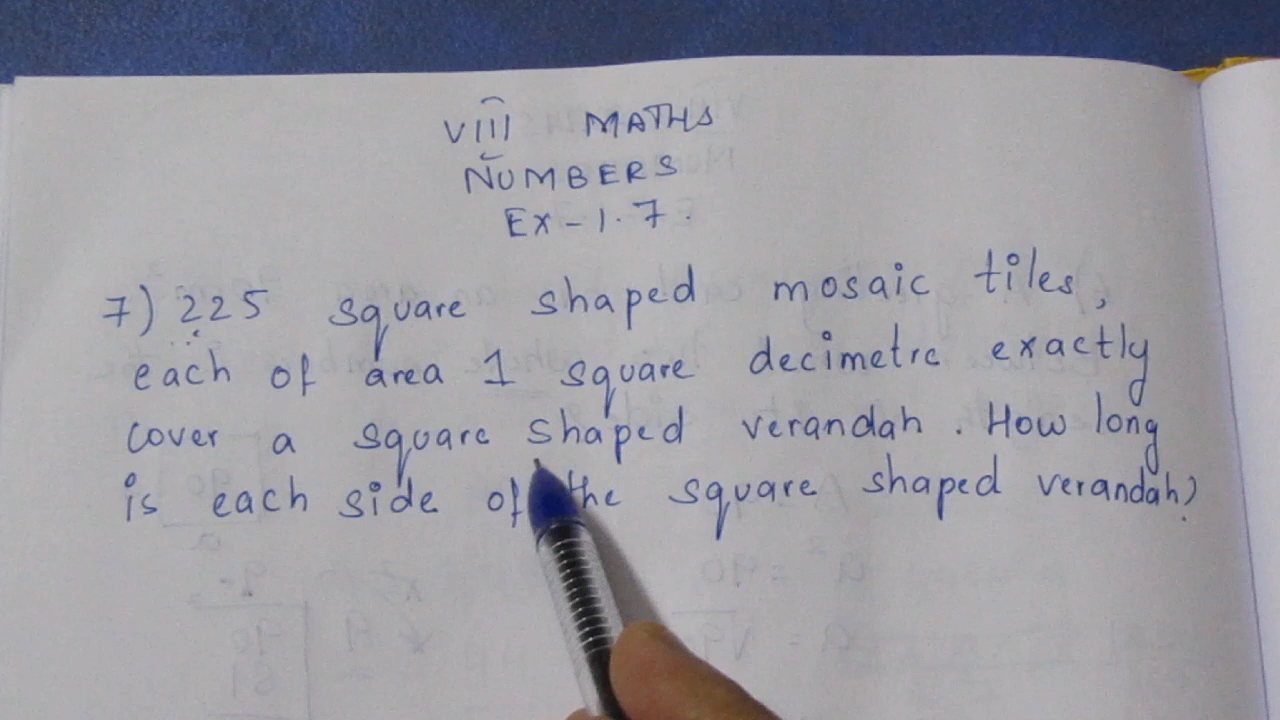 VIII MATHS
NUMBERS
Ex - 1.7.
7) 225 square shaped mosaic tiles,
each of area 1 square decimetre exactly
cover a square shaped verandah. How long
is each side of the square shaped verandah?